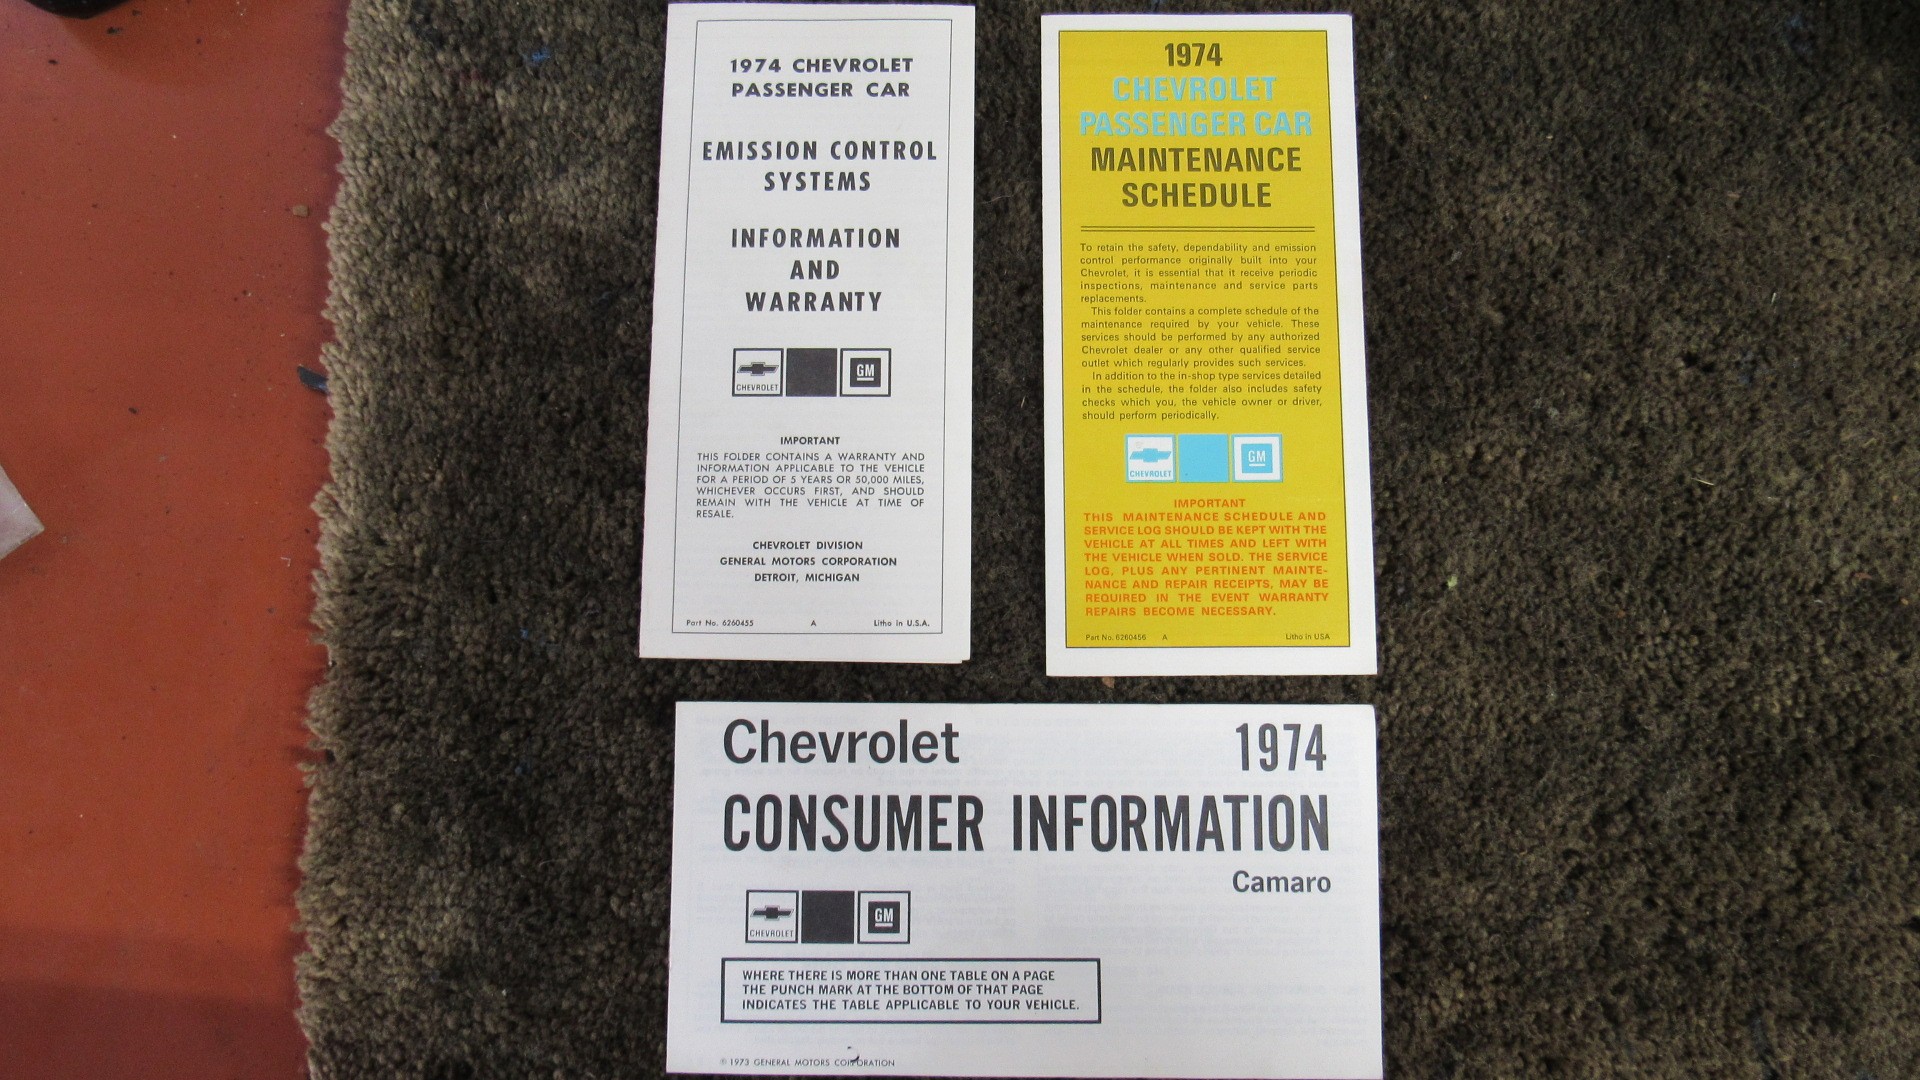 1974 CHEVROLET
PASSENGER CAR
EMISSION CONTROL
SYSTEMS
INFORMATION
AND
WARRANTY
CHEVROLET
GM
IMPORTANT
THIS FOLDER CONTAINS A WARRANTY AND
INFORMATION APPLICABLE TO THE VEHICLE
FOR A PERIOD OF 5 YEARS OR 50,000 MILES,
WHICHEVER OCCURS FIRST, AND SHOULD
REMAIN WITH THE VEHICLE AT TIME OF
RESALE.
CHEVROLET DIVISION
GENERAL MOTORS CORPORATION
DETROIT, MICHIGAN
Part No. 6260455 A Litho in U.S.A.
1974
CHEVROLET
PASSENGER CAR
MAINTENANCE
SCHEDULE
To retain the safety, dependability and emission
control performance originally built into your
Chevrolet, it is essential that it receive periodic
inspections, maintenance and service parts
replacements.
This folder contains a complete schedule of the
maintenance required by your vehicle. These
services should be performed by any authorized
Chevrolet dealer or any other qualified service
outlet which regularly provides such services.
In addition to the in-shop type services detailed
in the schedule, the folder also includes safety
checks which you, the vehicle owner or driver,
should perform periodically.
CHEVROLET
GM
IMPORTANT
THIS MAINTENANCE SCHEDULE AND
SERVICE LOG SHOULD BE KEPT WITH THE
VEHICLE AT ALL TIMES AND LEFT WITH
THE VEHICLE WHEN SOLD. THE SERVICE
LOG, PLUS ANY PERTINENT MAINTE-
NANCE AND REPAIR RECEIPTS, MAY BE
REQUIRED IN THE EVENT WARRANTY
REPAIRS BECOME NECESSARY.
Part No. 6260456 A Litho in USA
Chevrolet 1974
CONSUMER INFORMATION
Camaro
CHEVROLET
GM
WHERE THERE IS MORE THAN ONE TABLE ON A PAGE
THE PUNCH MARK AT THE BOTTOM OF THAT PAGE
INDICATES THE TABLE APPLICABLE TO YOUR VEHICLE.
© 1973 GENERAL MOTORS CORPORATION